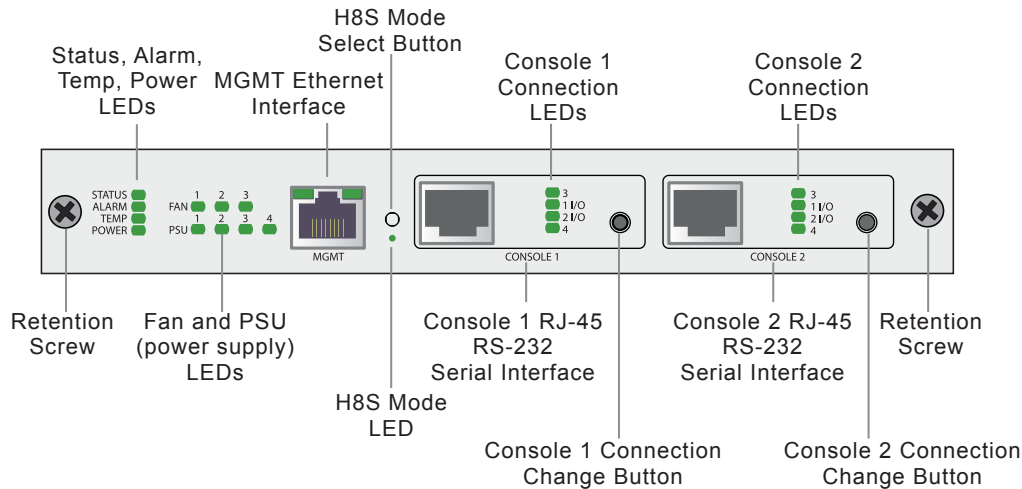 H8S Mode
Select Button
Status, Alarm,
Temp, Power
LEDs
MGMT Ethernet
Interface
Console 1
Connection
LEDs
Console 2
Connection
LEDs
STATUS
ALARM
TEMP
POWER
1 2 3
FAN
1 2 3 4
PSU
MGMT
3
1 I/O
2 I/O
4
CONSOLE 1
3
1 I/O
2 I/O
4
CONSOLE 2
Retention
Screw
Fan and PSU
(power supply)
LEDs
H8S Mode
LED
Console 1 RJ-45
RS-232
Serial Interface
Console 2 RJ-45
RS-232
Serial Interface
Retention
Screw
Console 1 Connection
Change Button
Console 2 Connection
Change Button